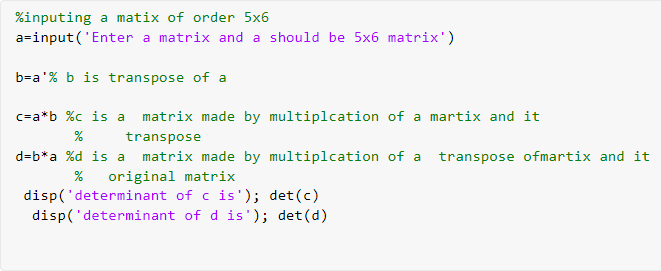 %inputing a matix of order 5x6
a=input('Enter a matrix and a should be 5x6 matrix')
b=a'% b is transpose of a
c=a*b %c is a  matrix made by multiplcation of a martix and it
%     transpose
d=b*a %d is a  matrix made by multiplcation of a  transpose ofmartix and it
%   original matrix
disp('determinant of c is'); det(c)
disp('determinant of d is'); det(d)